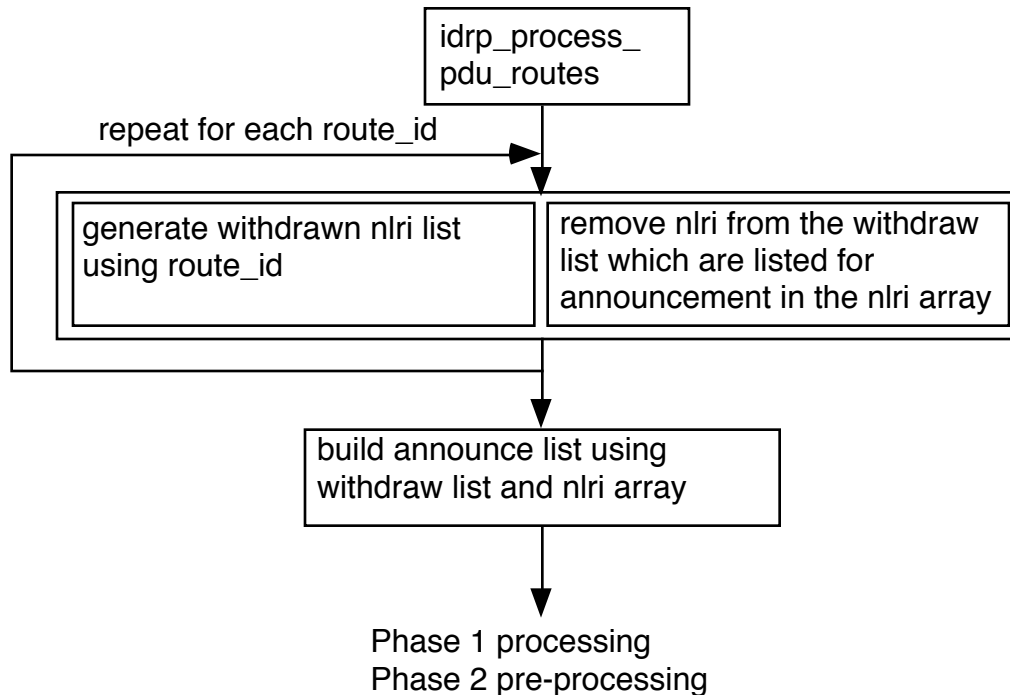 idrp_process_
pdu_routes
repeat for each route_id
generate withdrawn nlri list
using route_id
remove nlri from the withdraw
list which are listed for
announcement in the nlri array
build announce list using
withdraw list and nlri array
Phase 1 processing
Phase 2 pre-processing